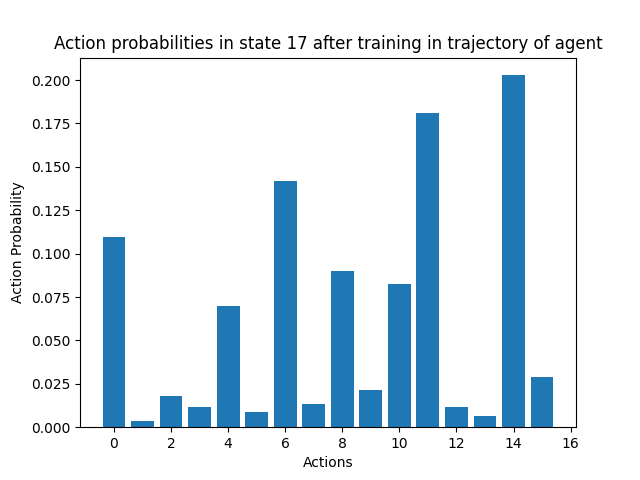 Action probabilities in state 17 after training in trajectory of agent
0.200
0.175
0.150
0.125
0.100
0.075
0.050
0.025
0.000
Action Probability
0 2 4 6 8 10 12 14 16
Actions